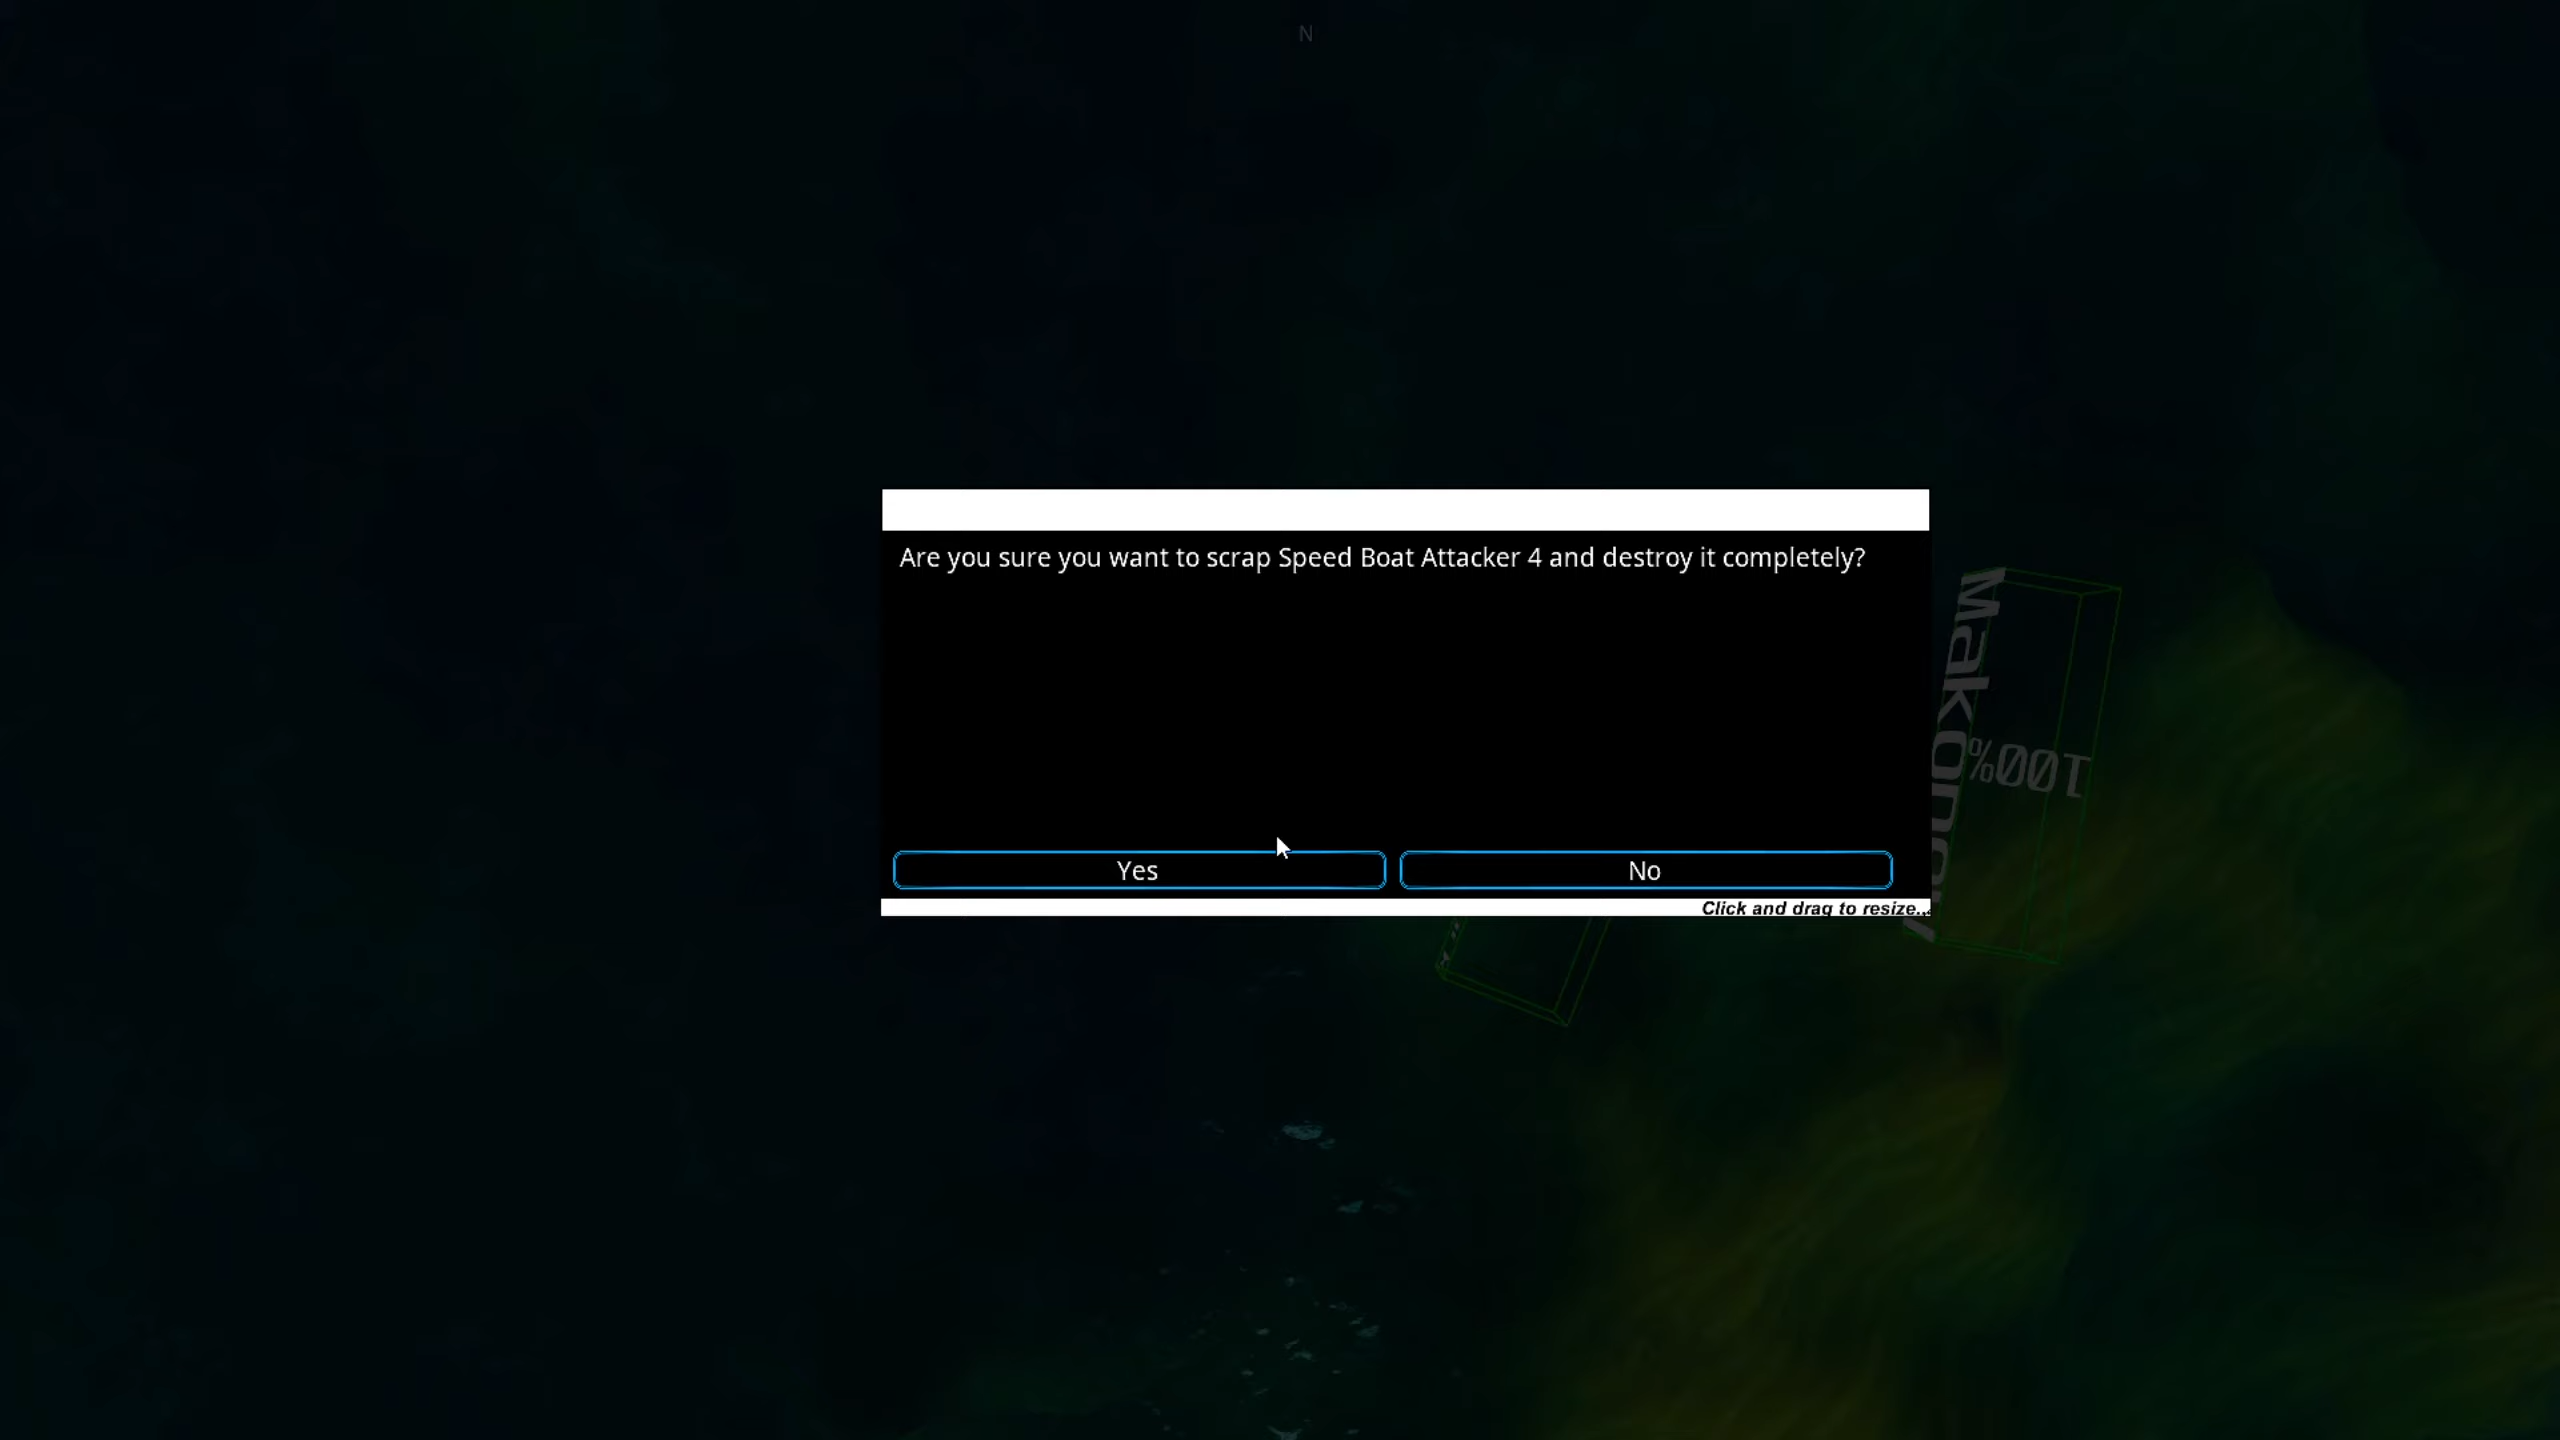 N
Are you sure you want to scrap Speed Boat Attacker 4 and destroy it completely?
100%
Yes No
Click and drag to resize...